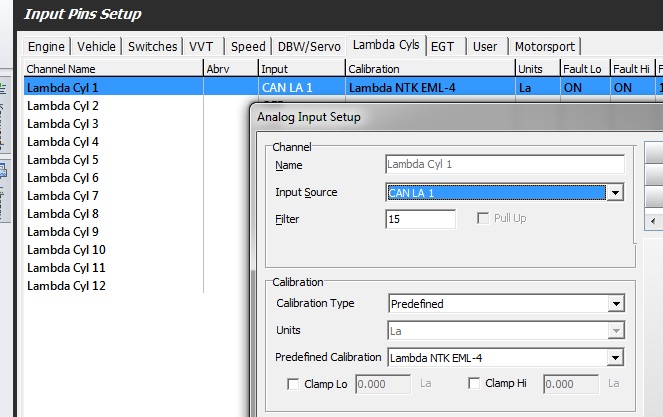 Input Pins Setup
Engine Vehicle Switches VVT Speed DBW/Servo Lambda Cyls EGT User Motorsport
Channel Name Abrv Input Calibration Units Fault Lo Fault Hi
Lambda Cyl 1 CAN LA 1 Lambda NTK EML-4 La ON ON
Lambda Cyl 2
Lambda Cyl 3
Lambda Cyl 4
Lambda Cyl 5
Lambda Cyl 6
Lambda Cyl 7
Lambda Cyl 8
Lambda Cyl 9
Lambda Cyl 10
Lambda Cyl 11
Lambda Cyl 12
Analog Input Setup
Channel
Name Lambda Cyl 1
Input Source CAN LA 1
Filter 15 Pull Up
Calibration
Calibration Type Predefined
Units La
Predefined Calibration Lambda NTK EML-4
Clamp Lo 0.000 La Clamp Hi 0.000 La